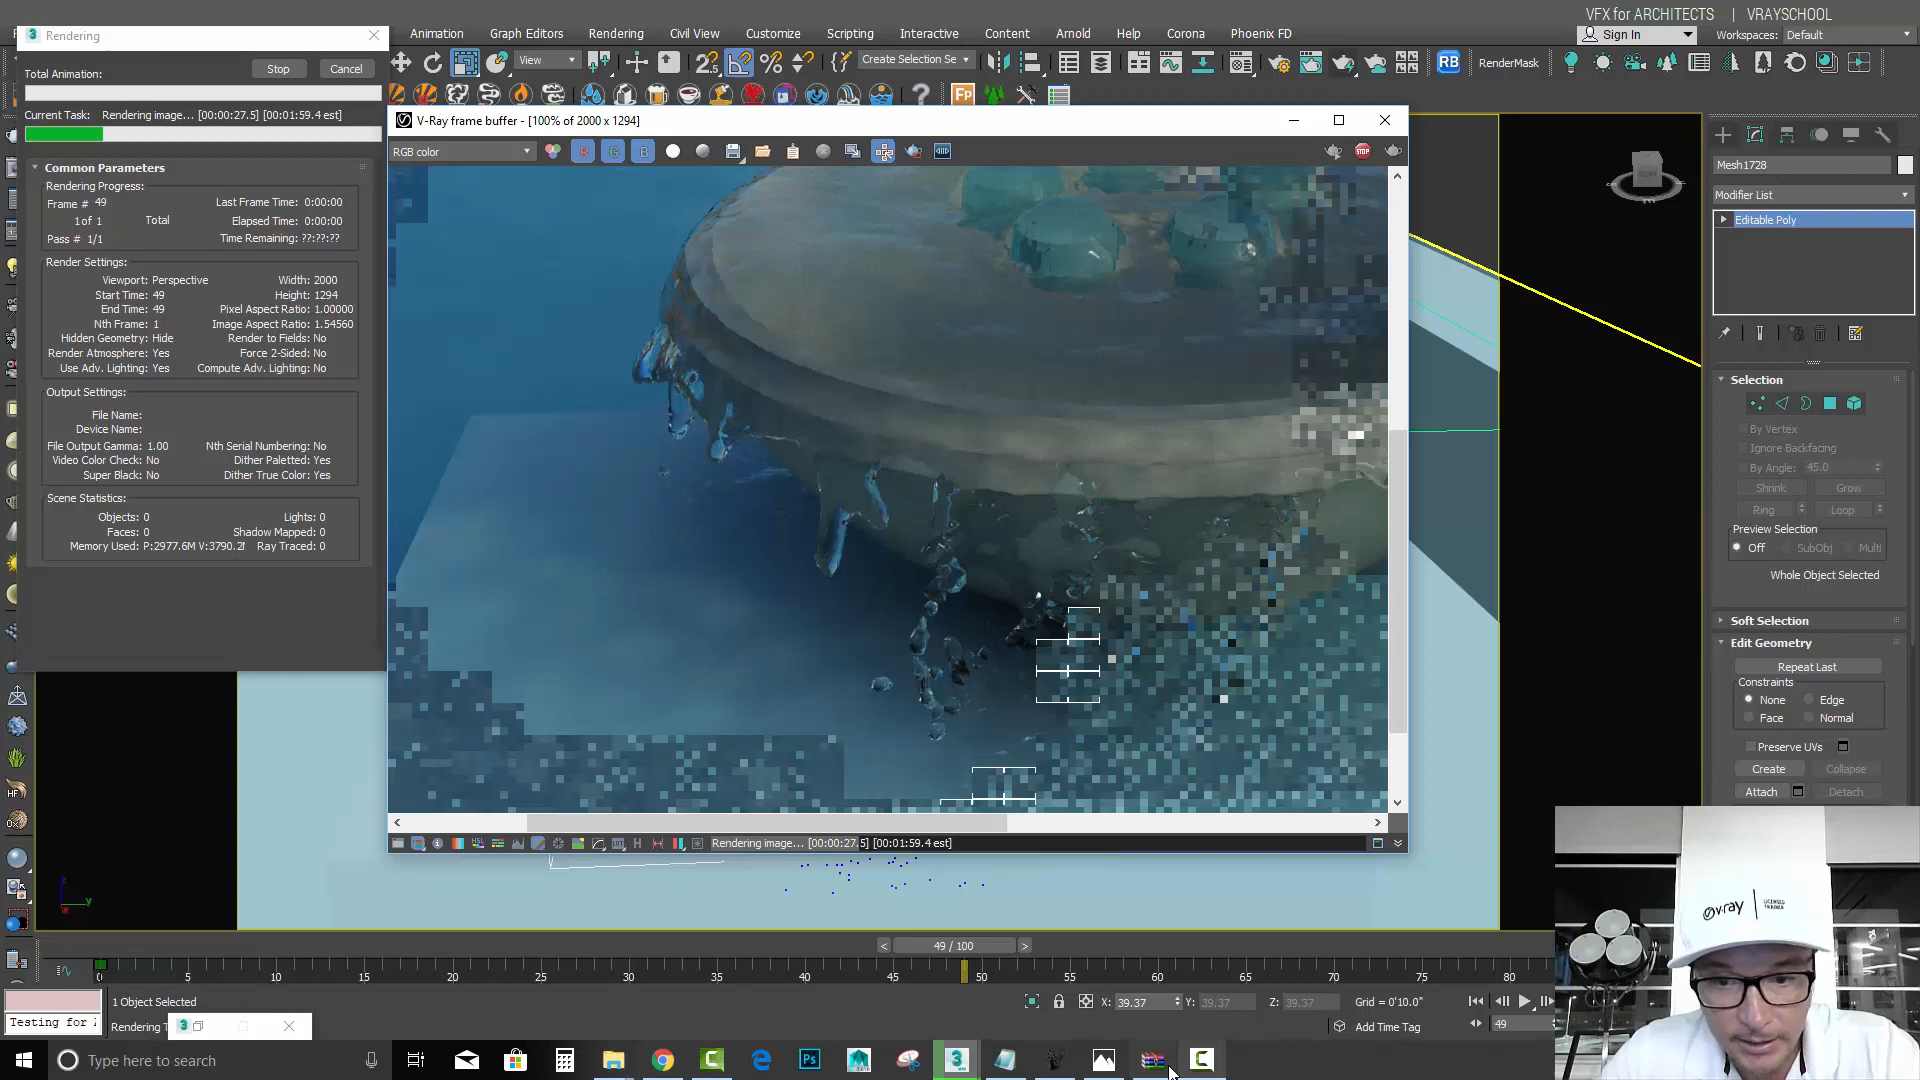 VFX for ARCHITECTS | VRAYSCHOOL
Rendering
Animation Graph Editors Rendering Civil View Customize Scripting Interactive Content Arnold Help Corona Phoenix FD
Sign In Workspaces: Default
Total Animation: Stop Cancel
View Create Selection Se RB RenderMask
Current Task: Rendering image... [00:00:27.5] [00:01:59.4 est]
V-Ray frame buffer - [100% of 2000 x 1294]
RGB color R G B STOP
Common Parameters
Rendering Progress:
Frame # 49 Last Frame Time: 0:00:00
1 of 1 Total Elapsed Time: 0:00:00
Pass # 1/1 Time Remaining: ??:??:??
Render Settings:
Viewport: Perspective Width: 2000
Start Time: 49 Height: 1294
End Time: 49 Pixel Aspect Ratio: 1.00000
Nth Frame: 1 Image Aspect Ratio: 1.54560
Hidden Geometry: Hide Render to Fields: No
Render Atmosphere: Yes Force 2-Sided: No
Use Adv. Lighting: Yes Compute Adv. Lighting: No
Output Settings:
File Name:
Device Name:
File Output Gamma: 1.00 Nth Serial Numbering: No
Video Color Check: No Dither Paletted: Yes
Super Black: No Dither True Color: Yes
Scene Statistics:
Objects: 0 Lights: 0
Faces: 0 Shadow Mapped: 0
Memory Used: P:2977.6M V:3790.2M Ray Traced: 0
Mesh1728
Modifier List
Editable Poly
Selection
By Vertex
Ignore Backfacing
By Angle: 45.0
Shrink Grow
Ring Loop
Preview Selection
Off SubObj Multi
Whole Object Selected
Soft Selection
Edit Geometry
Repeat Last
Constraints
None Edge
Face Normal
Preserve UVs
Create Collapse
Attach Detach
Rendering image... [00:00:27.5] [00:01:59.4 est]
49 / 100
0 5 10 15 20 25 30 35 40 45 50 55 60 65 70 75 80
1 Object Selected X: 39.37 Y: 39.37 Z: 39.37 Grid = 0'10.0"
Testing for Rendering T Add Time Tag 49
v·ray LICENSED TRAINER
Type here to search